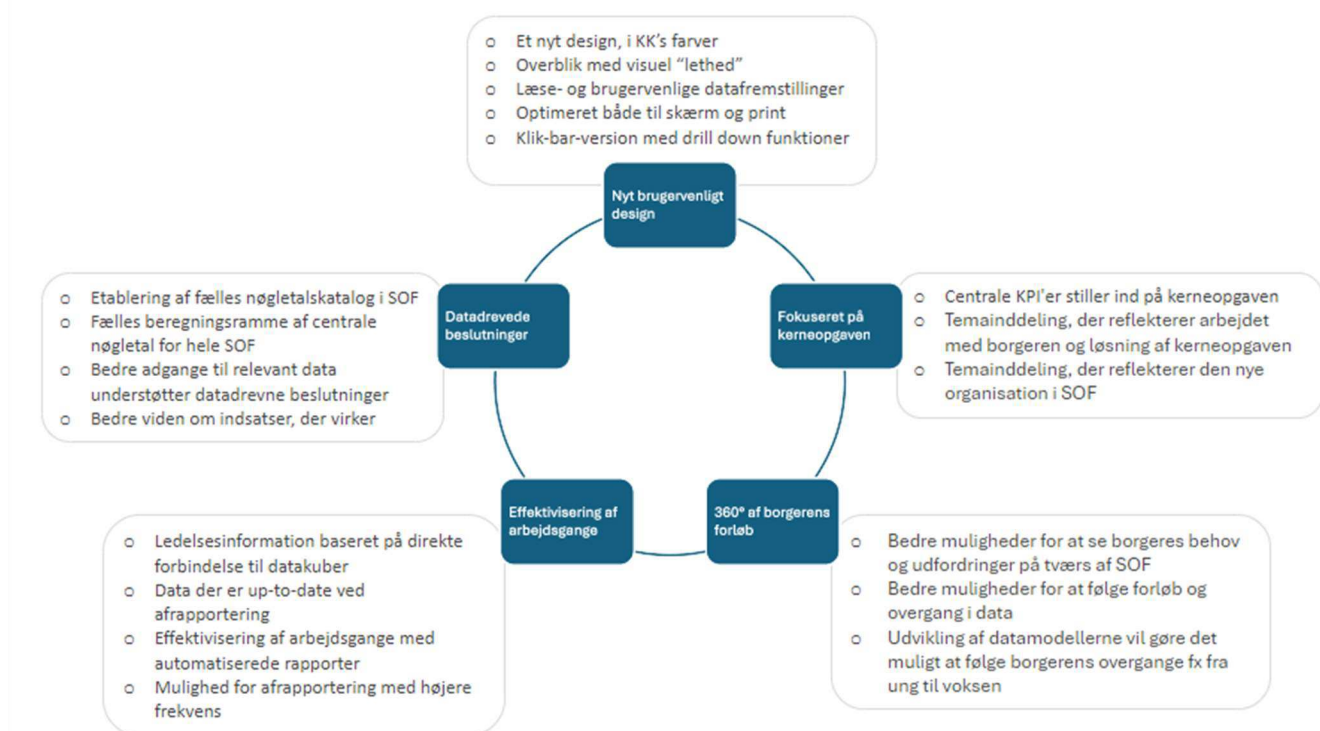 o Et nyt design, i KK's farver
o Overblik med visuel “lethed”
o Læse- og brugervenlige datafremstillinger
o Optimeret både til skærm og print
o Klik-bar-version med drill down funktioner
Nyt brugervenligt
design
o Etablering af fælles nøgletalskatalog i SOF
o Fælles beregningsramme af centrale
nøgletal for hele SOF
o Bedre adgange til relevant data
understøtter datadrevne beslutninger
o Bedre viden om indsatser, der virker
Datadrevede
beslutninger
Fokuseret på
kerneopgaven
o Centrale KPI'er stiller ind på kerneopgaven
o Temainddeling, der reflekterer arbejdet
med borgeren og løsning af kerneopgaven
o Temainddeling, der reflekterer den nye
organisation i SOF
Effektivisering af
arbejdsgange
o Ledelsesinformation baseret på direkte
forbindelse til datakuber
o Data der er up-to-date ved
afrapportering
o Effektivisering af arbejdsgange med
automatiserede rapporter
o Mulighed for afrapportering med højere
frekvens
360° af borgerens
forløb
o Bedre muligheder for at se borgeres behov
og udfordringer på tværs af SOF
o Bedre muligheder for at følge forløb og
overgang i data
o Udvikling af datamodellerne vil gøre det
muligt at følge borgerens overgange fx fra
ung til voksen